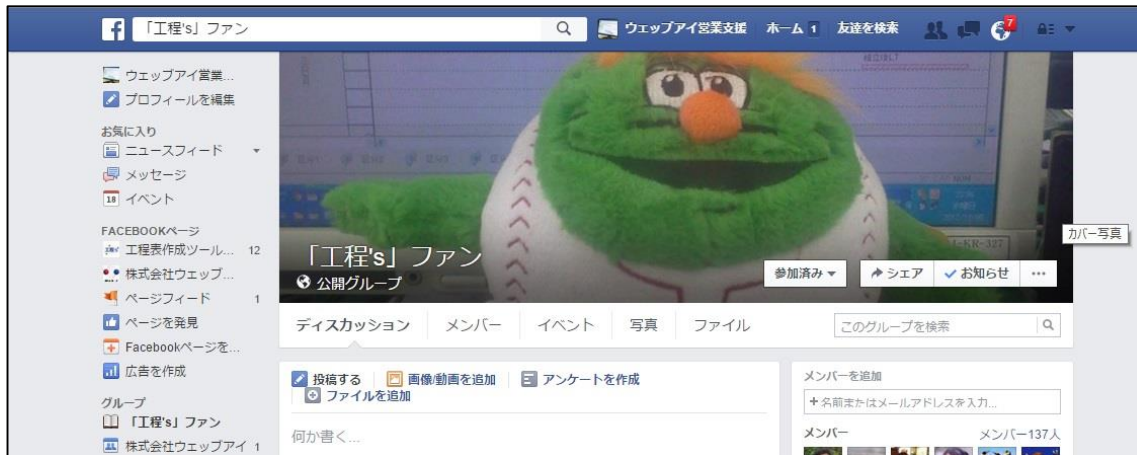 「工程's」ファン
ウェッブアイ営業支援 ホーム 1 友達を検索 7
ウェッブアイ営業...
プロフィールを編集
お気に入り
ニュースフィード
メッセージ
18 イベント
FACEBOOKページ
工程表作成ツール... 12
株式会社ウェッブ...
ページフィード 1
ページを発見
Facebookページを...
広告を作成
グループ
「工程's」ファン
株式会社ウェッブアイ 1
「工程's」ファン
公開グループ
参加済み シェア お知らせ ...
カバー写真
ディスカッション メンバー イベント 写真 ファイル
このグループを検索
投稿する 画像/動画を追加 アンケートを作成
ファイルを追加
何か書く...
メンバーを追加
+名前またはメールアドレスを入力...
メンバー メンバー137人